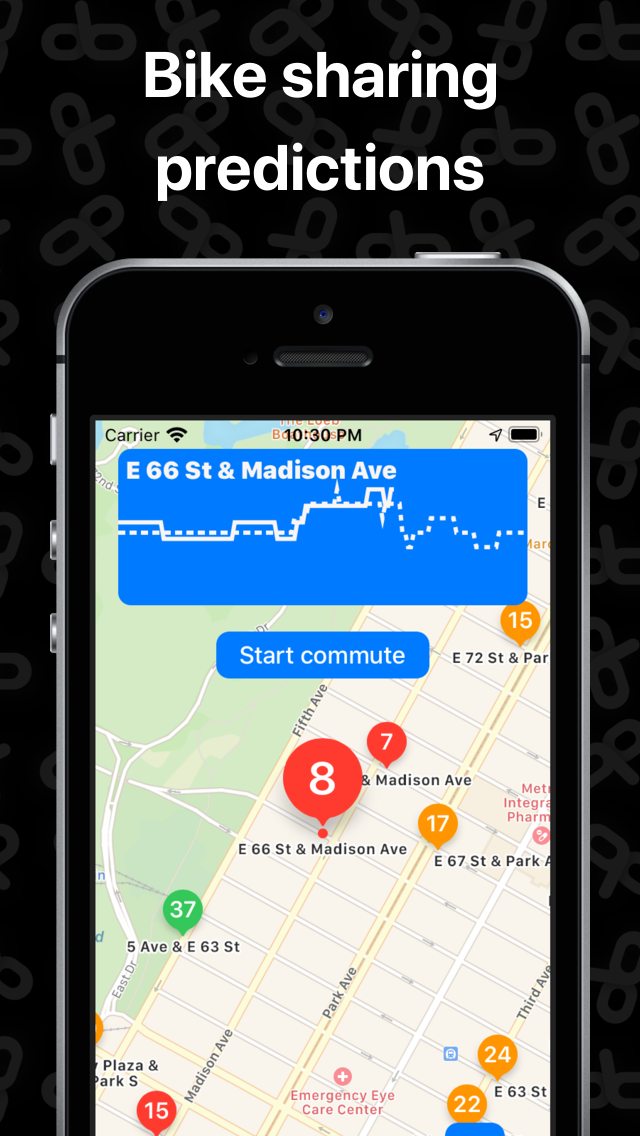 Bike sharing
predictions
Carrier
10:30 PM
The Loeb
E 66 St & Madison Ave
E
Dr
15
E 72 St & Par
Start commute
Fifth Ave
7
& Madison Ave
8
E 66 St & Madison Ave
Metr
Integra
Pharm
17
E 67 St & Park A
37
5 Ave & E 63 St
n
d
East Dr
Park Ave
Third Ave
Madison Ave
y Plaza &
Park S
24
E 63 St
22
15
Emergency Eye
Care Center